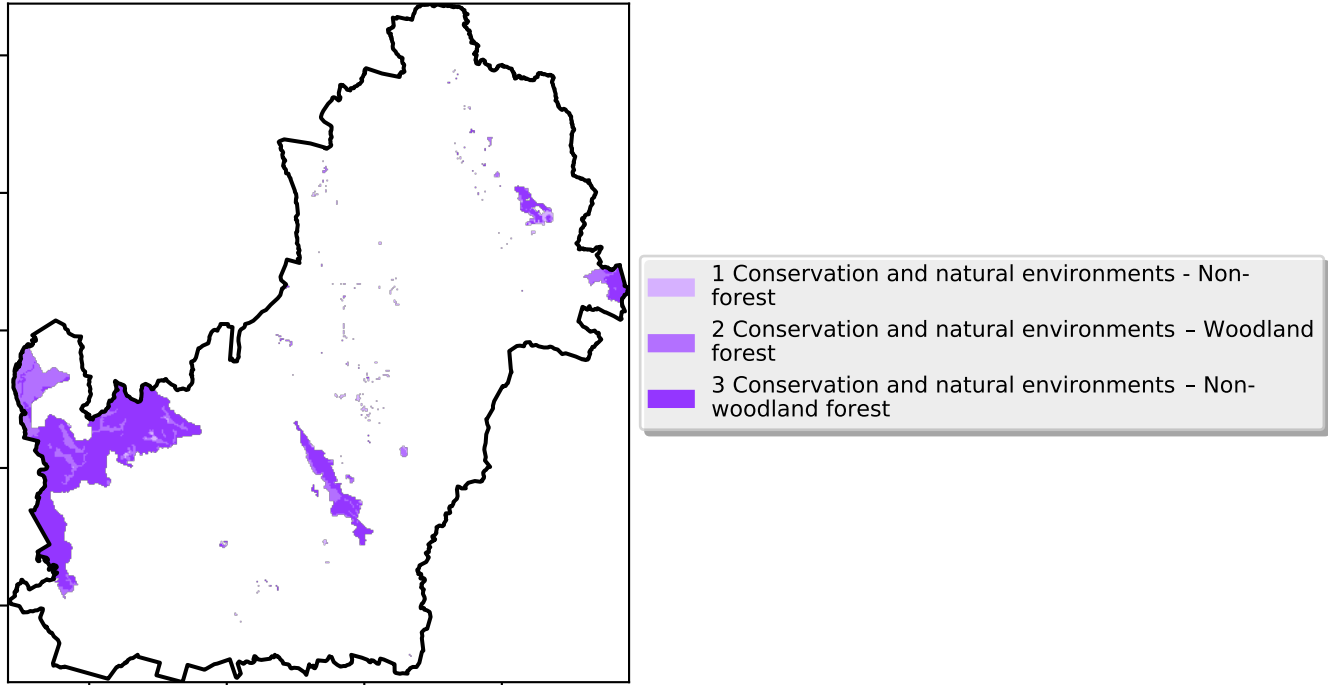 1 Conservation and natural environments - Non-
forest
2 Conservation and natural environments – Woodland
forest
3 Conservation and natural environments – Non-
woodland forest